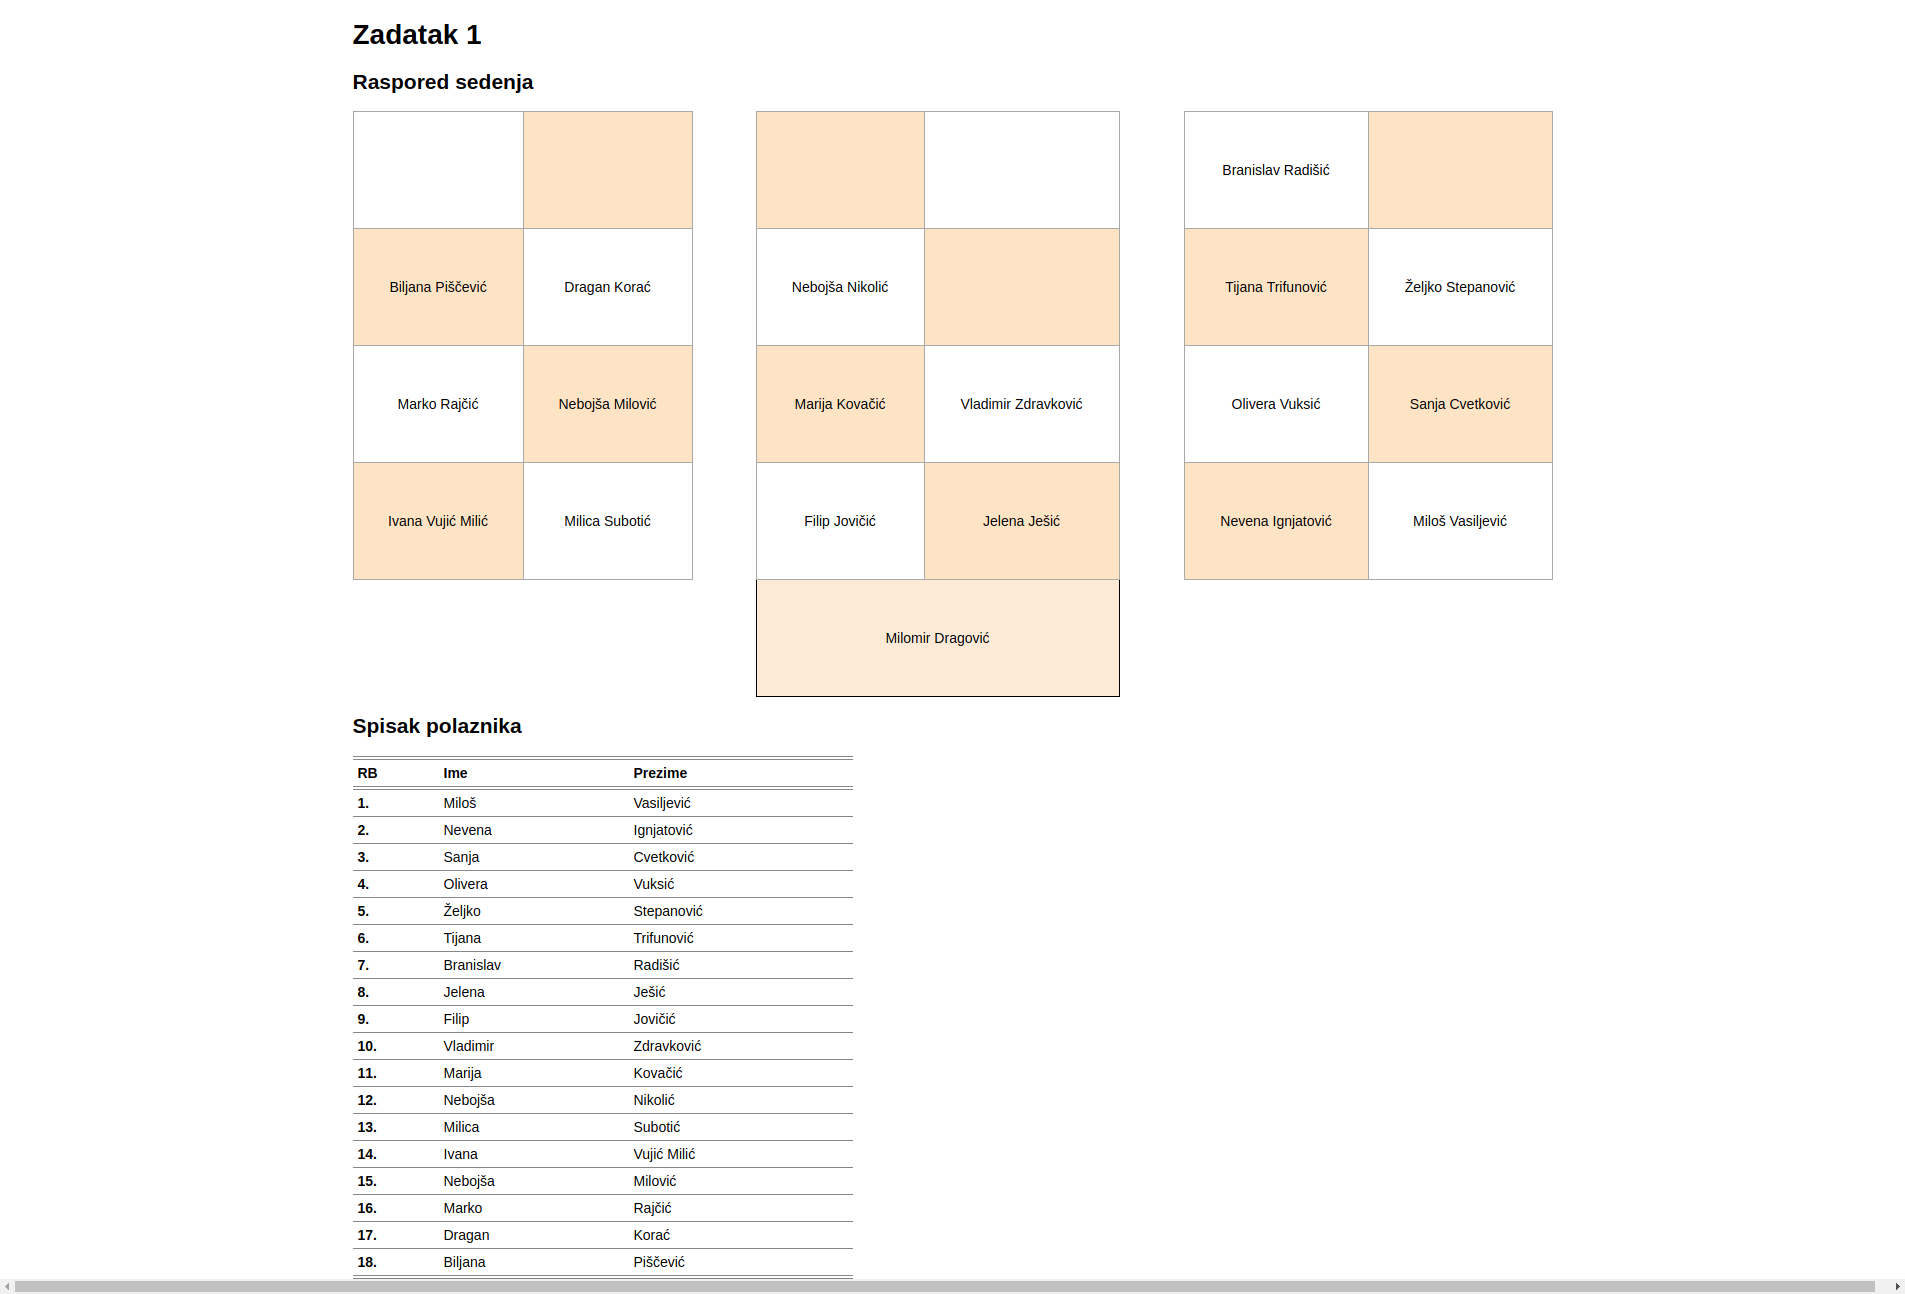 Zadatak 1
Raspored sedenja
Branislav Radišić
Biljana Piščević Dragan Korać Nebojša Nikolić Tijana Trifunović Željko Stepanović
Marko Rajčić Nebojša Milović Marija Kovačić Vladimir Zdravković Olivera Vuksić Sanja Cvetković
Ivana Vujić Milić Milica Subotić Filip Jovičić Jelena Ješić Nevena Ignjatović Miloš Vasiljević
Milomir Dragović
Spisak polaznika
RB Ime Prezime
1. Miloš Vasiljević
2. Nevena Ignjatović
3. Sanja Cvetković
4. Olivera Vuksić
5. Željko Stepanović
6. Tijana Trifunović
7. Branislav Radišić
8. Jelena Ješić
9. Filip Jovičić
10. Vladimir Zdravković
11. Marija Kovačić
12. Nebojša Nikolić
13. Milica Subotić
14. Ivana Vujić Milić
15. Nebojša Milović
16. Marko Rajčić
17. Dragan Korać
18. Biljana Piščević